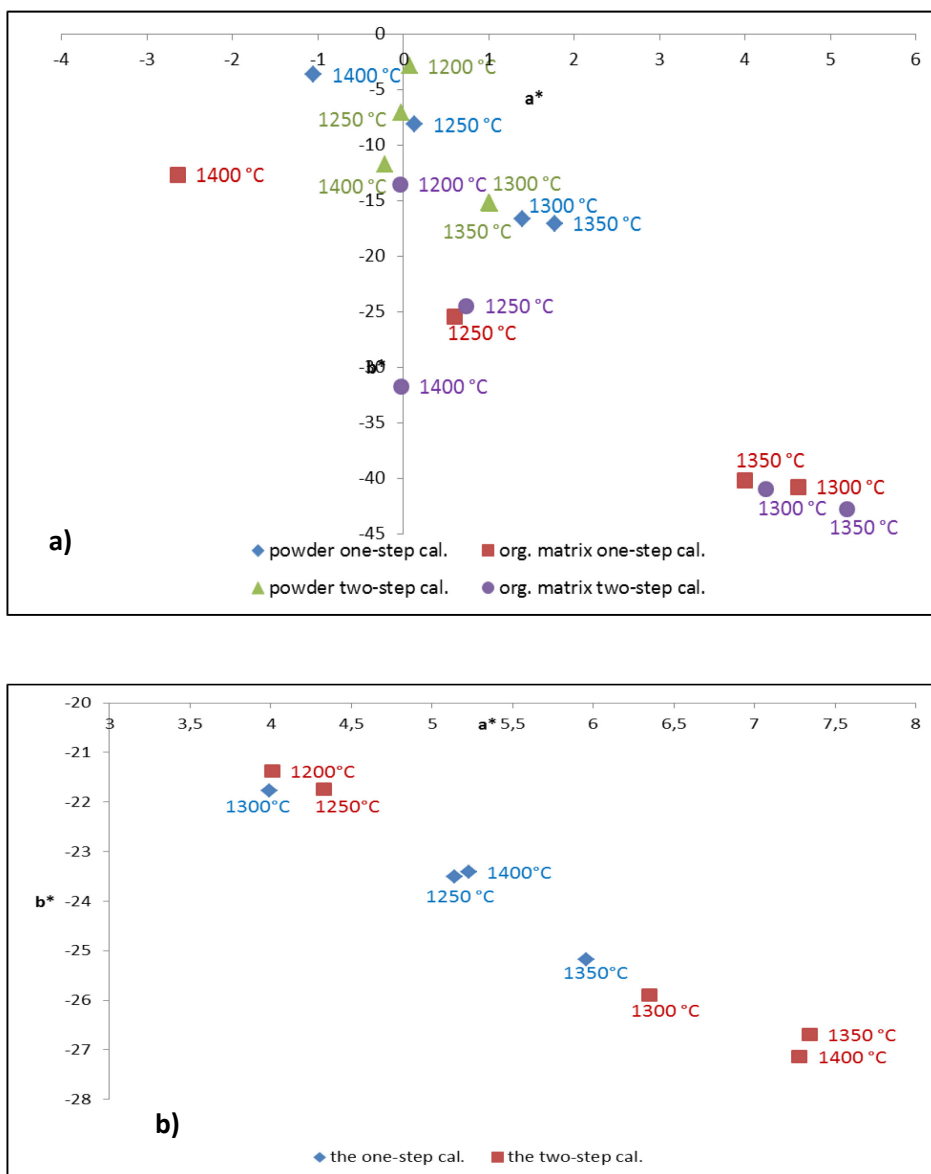 0
-4 -3 -2 -1 0 1 2 3 4 5 6
1400 °C 1200 °C
-5
a*
1250 °C 1250 °C
-10
1400 °C
1400 °C 1200 °C 1300 °C
-15
1300 °C
1350 °C 1350 °C
-20
-25
1250 °C
1250 °C
-30
b*
1400 °C
-35
1350 °C
-40
1300 °C
1300 °C
1350 °C
-45
a)
powder one-step cal. org. matrix one-step cal.
powder two-step cal. org. matrix two-step cal.
-20
3 3,5 4 4,5 5 5,5 6 6,5 7 7,5 8
a*
-21
1200°C
-22
1300°C 1250°C
-23
1400°C
1250 °C
b* -24
-25
1350°C
-26
1300 °C
1350 °C
-27
1400 °C
-28
b)
the one-step cal. the two-step cal.